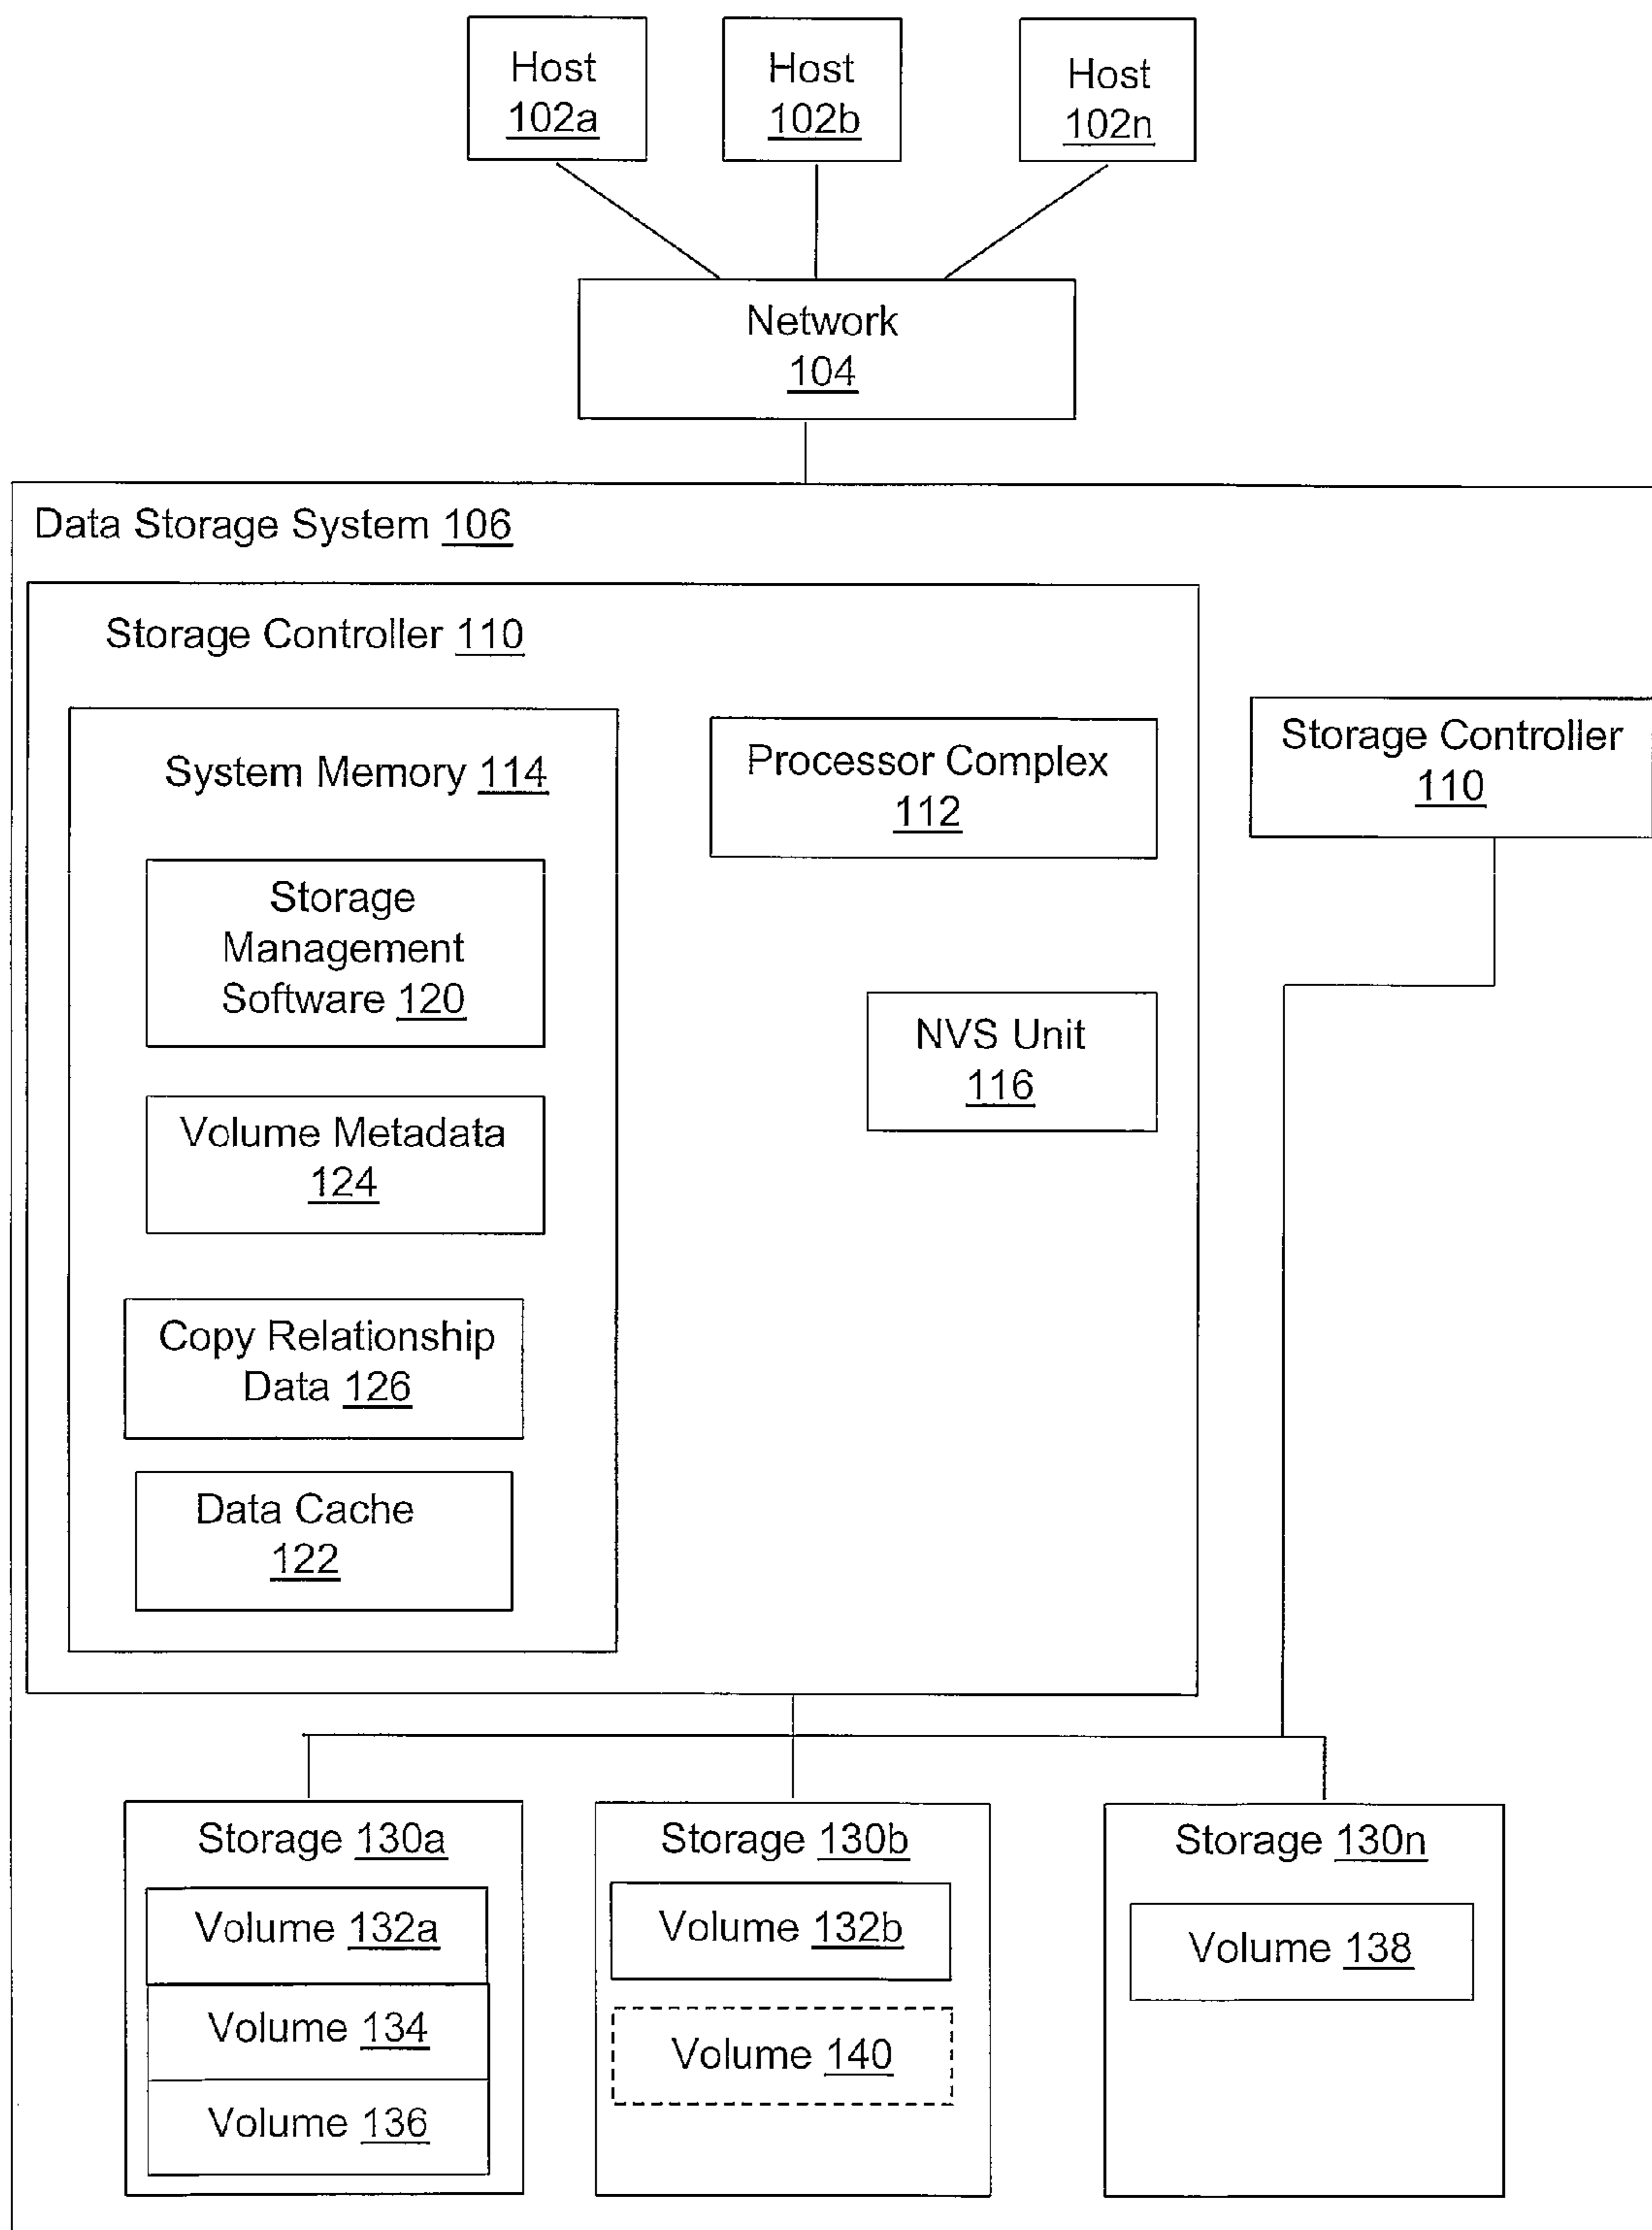 Host
102a
Host
102b
Host
102n
Network
104
Data Storage System 106
Storage Controller 110
System Memory 114
Storage
Management
Software 120
Volume Metadata
124
Copy Relationship
Data 126
Data Cache
122
Processor Complex
112
NVS Unit
116
Storage Controller
110
Storage 130a
Volume 132a
Volume 134
Volume 136
Storage 130b
Volume 132b
Volume 140
Storage 130n
Volume 138